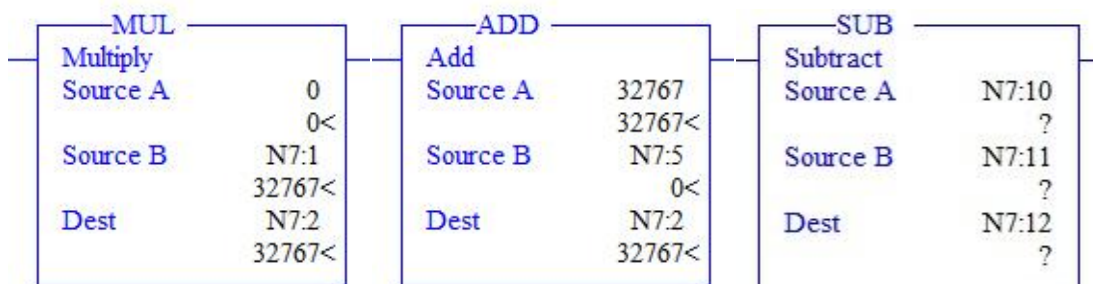 MUL
Multiply
Source A 0
0<
Source B N7:1
32767<
Dest N7:2
32767<
ADD
Add
Source A 32767
32767<
Source B N7:5
0<
Dest N7:2
32767<
SUB
Subtract
Source A N7:10
?
Source B N7:11
?
Dest N7:12
?